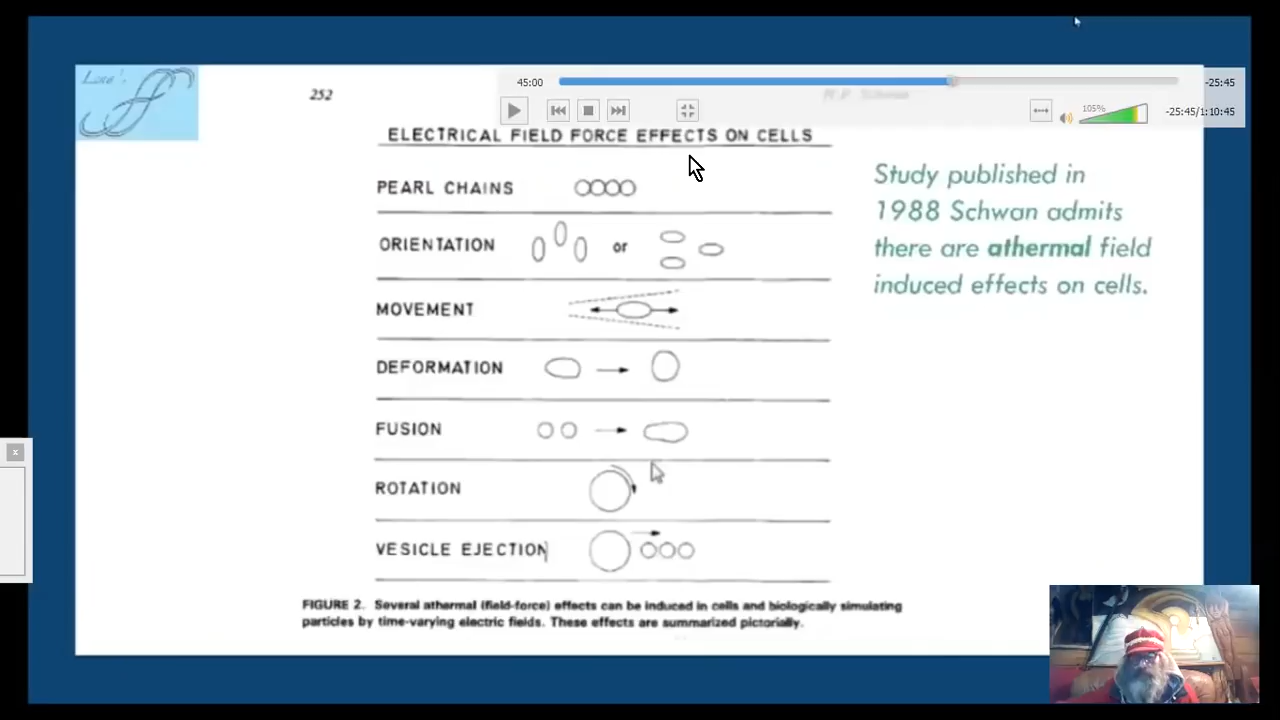 45:00
-25:45
105%
-25:45/1:10:45
252
ELECTRICAL FIELD FORCE EFFECTS ON CELLS
PEARL CHAINS
ORIENTATION or
MOVEMENT
DEFORMATION
FUSION
ROTATION
VESICLE EJECTION
FIGURE 2. Several athermal (field-force) effects can be induced in cells and biologically simulating
particles by time-varying electric fields. These effects are summarized pictorially.
Study published in
1988 Schwan admits
there are athermal field
induced effects on cells.
x